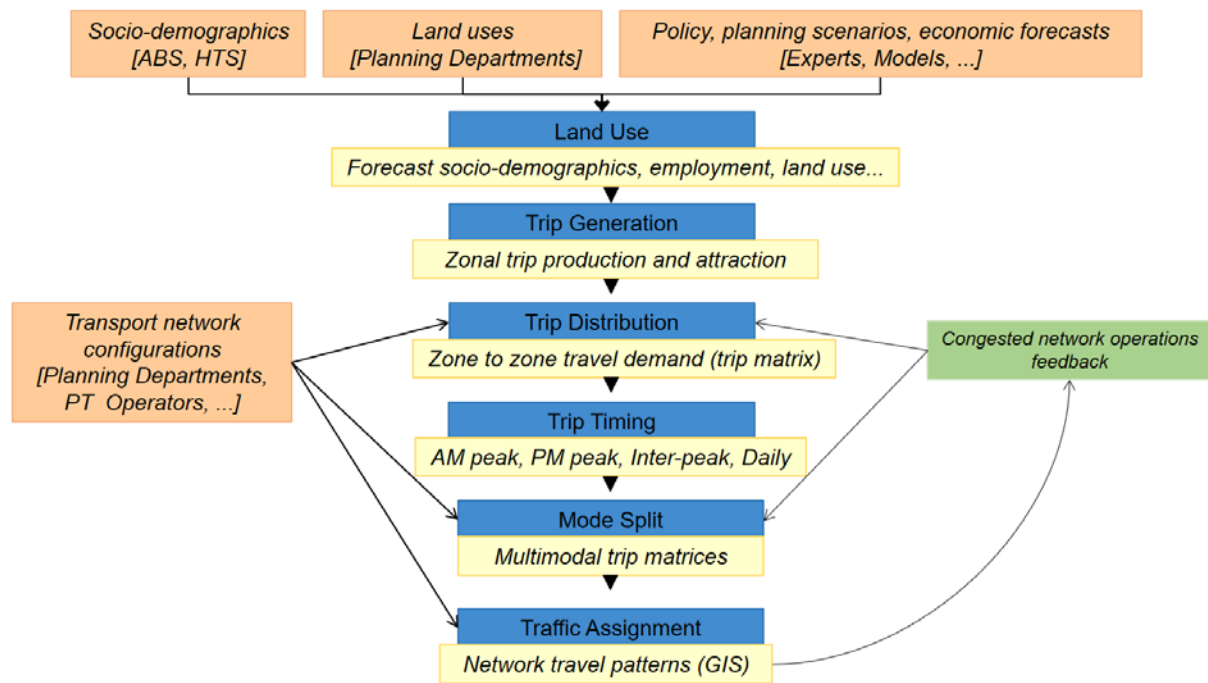 Socio-demographics
[ABS, HTS]
Land uses
[Planning Departments]
Policy, planning scenarios, economic forecasts
[Experts, Models, ...]
Land Use
Forecast socio-demographics, employment, land use...
Trip Generation
Zonal trip production and attraction
Transport network
configurations
[Planning Departments,
PT Operators, ...]
Trip Distribution
Zone to zone travel demand (trip matrix)
Congested network operations
feedback
Trip Timing
AM peak, PM peak, Inter-peak, Daily
Mode Split
Multimodal trip matrices
Traffic Assignment
Network travel patterns (GIS)